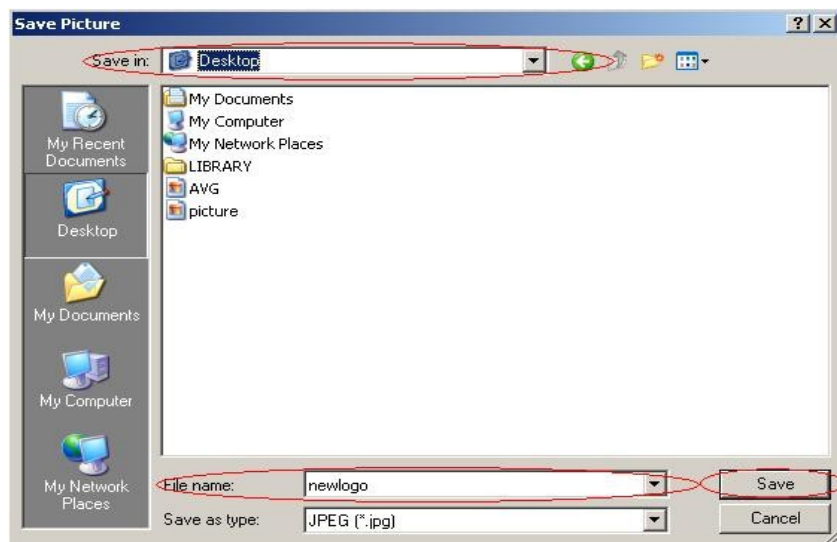 Save Picture
Save in: Desktop
My Recent
Documents
Desktop
My Documents
My Computer
My Network
Places
My Documents
My Computer
My Network Places
LIBRARY
AVG
picture
File name: newlogo
Save
Save as type: JPEG (*.jpg)
Cancel